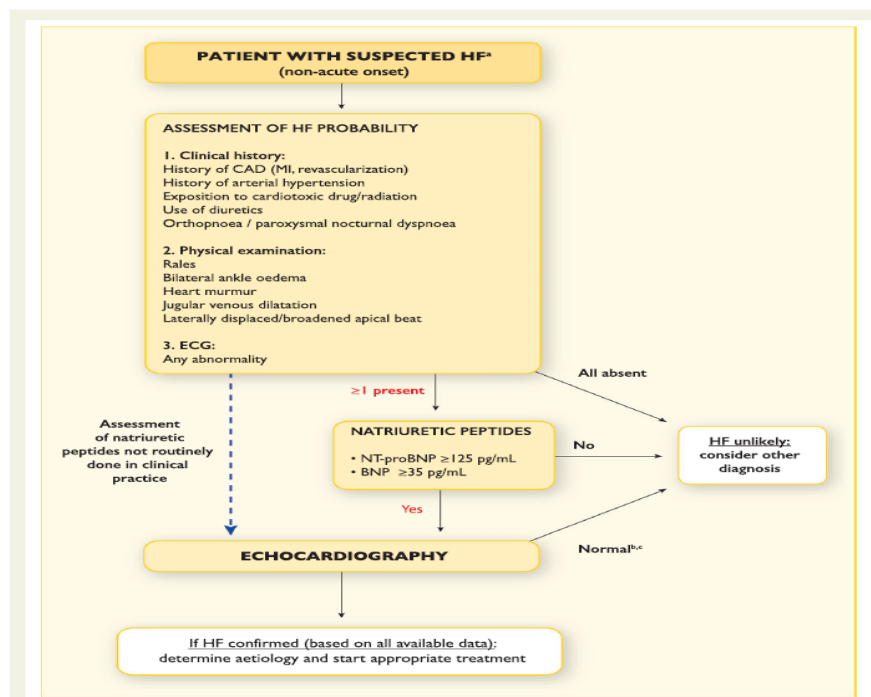 PATIENT WITH SUSPECTED HFᵃ
(non-acute onset)
ASSESSMENT OF HF PROBABILITY
1. Clinical history:
History of CAD (MI, revascularization)
History of arterial hypertension
Exposition to cardiotoxic drug/radiation
Use of diuretics
Orthopnoea / paroxysmal nocturnal dyspnoea
2. Physical examination:
Rales
Bilateral ankle oedema
Heart murmur
Jugular venous dilatation
Laterally displaced/broadened apical beat
3. ECG:
Any abnormality
Assessment
of natriuretic
peptides not routinely
done in clinical
practice
≥1 present
All absent
NATRIURETIC PEPTIDES
• NT-proBNP ≥125 pg/mL
• BNP ≥35 pg/mL
No
HF unlikely:
consider other
diagnosis
Yes
ECHOCARDIOGRAPHY
Normalᵇ,ᶜ
If HF confirmed (based on all available data):
determine aetiology and start appropriate treatment